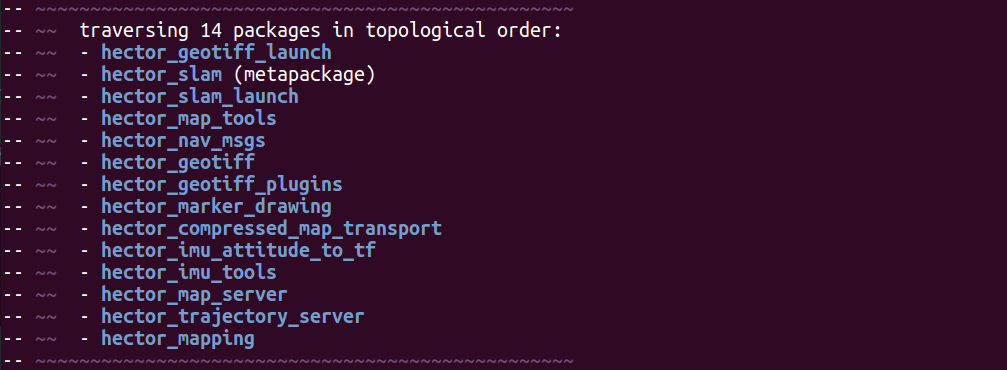 -- ~~~~~~~~~~~~~~~~~~~~~~~~~~~~~~~~~~~~~~~~~~~~~~~~~
-- ~~  traversing 14 packages in topological order:
-- ~~  - hector_geotiff_launch
-- ~~  - hector_slam (metapackage)
-- ~~  - hector_slam_launch
-- ~~  - hector_map_tools
-- ~~  - hector_nav_msgs
-- ~~  - hector_geotiff
-- ~~  - hector_geotiff_plugins
-- ~~  - hector_marker_drawing
-- ~~  - hector_compressed_map_transport
-- ~~  - hector_imu_attitude_to_tf
-- ~~  - hector_imu_tools
-- ~~  - hector_map_server
-- ~~  - hector_trajectory_server
-- ~~  - hector_mapping
-- ~~~~~~~~~~~~~~~~~~~~~~~~~~~~~~~~~~~~~~~~~~~~~~~~~